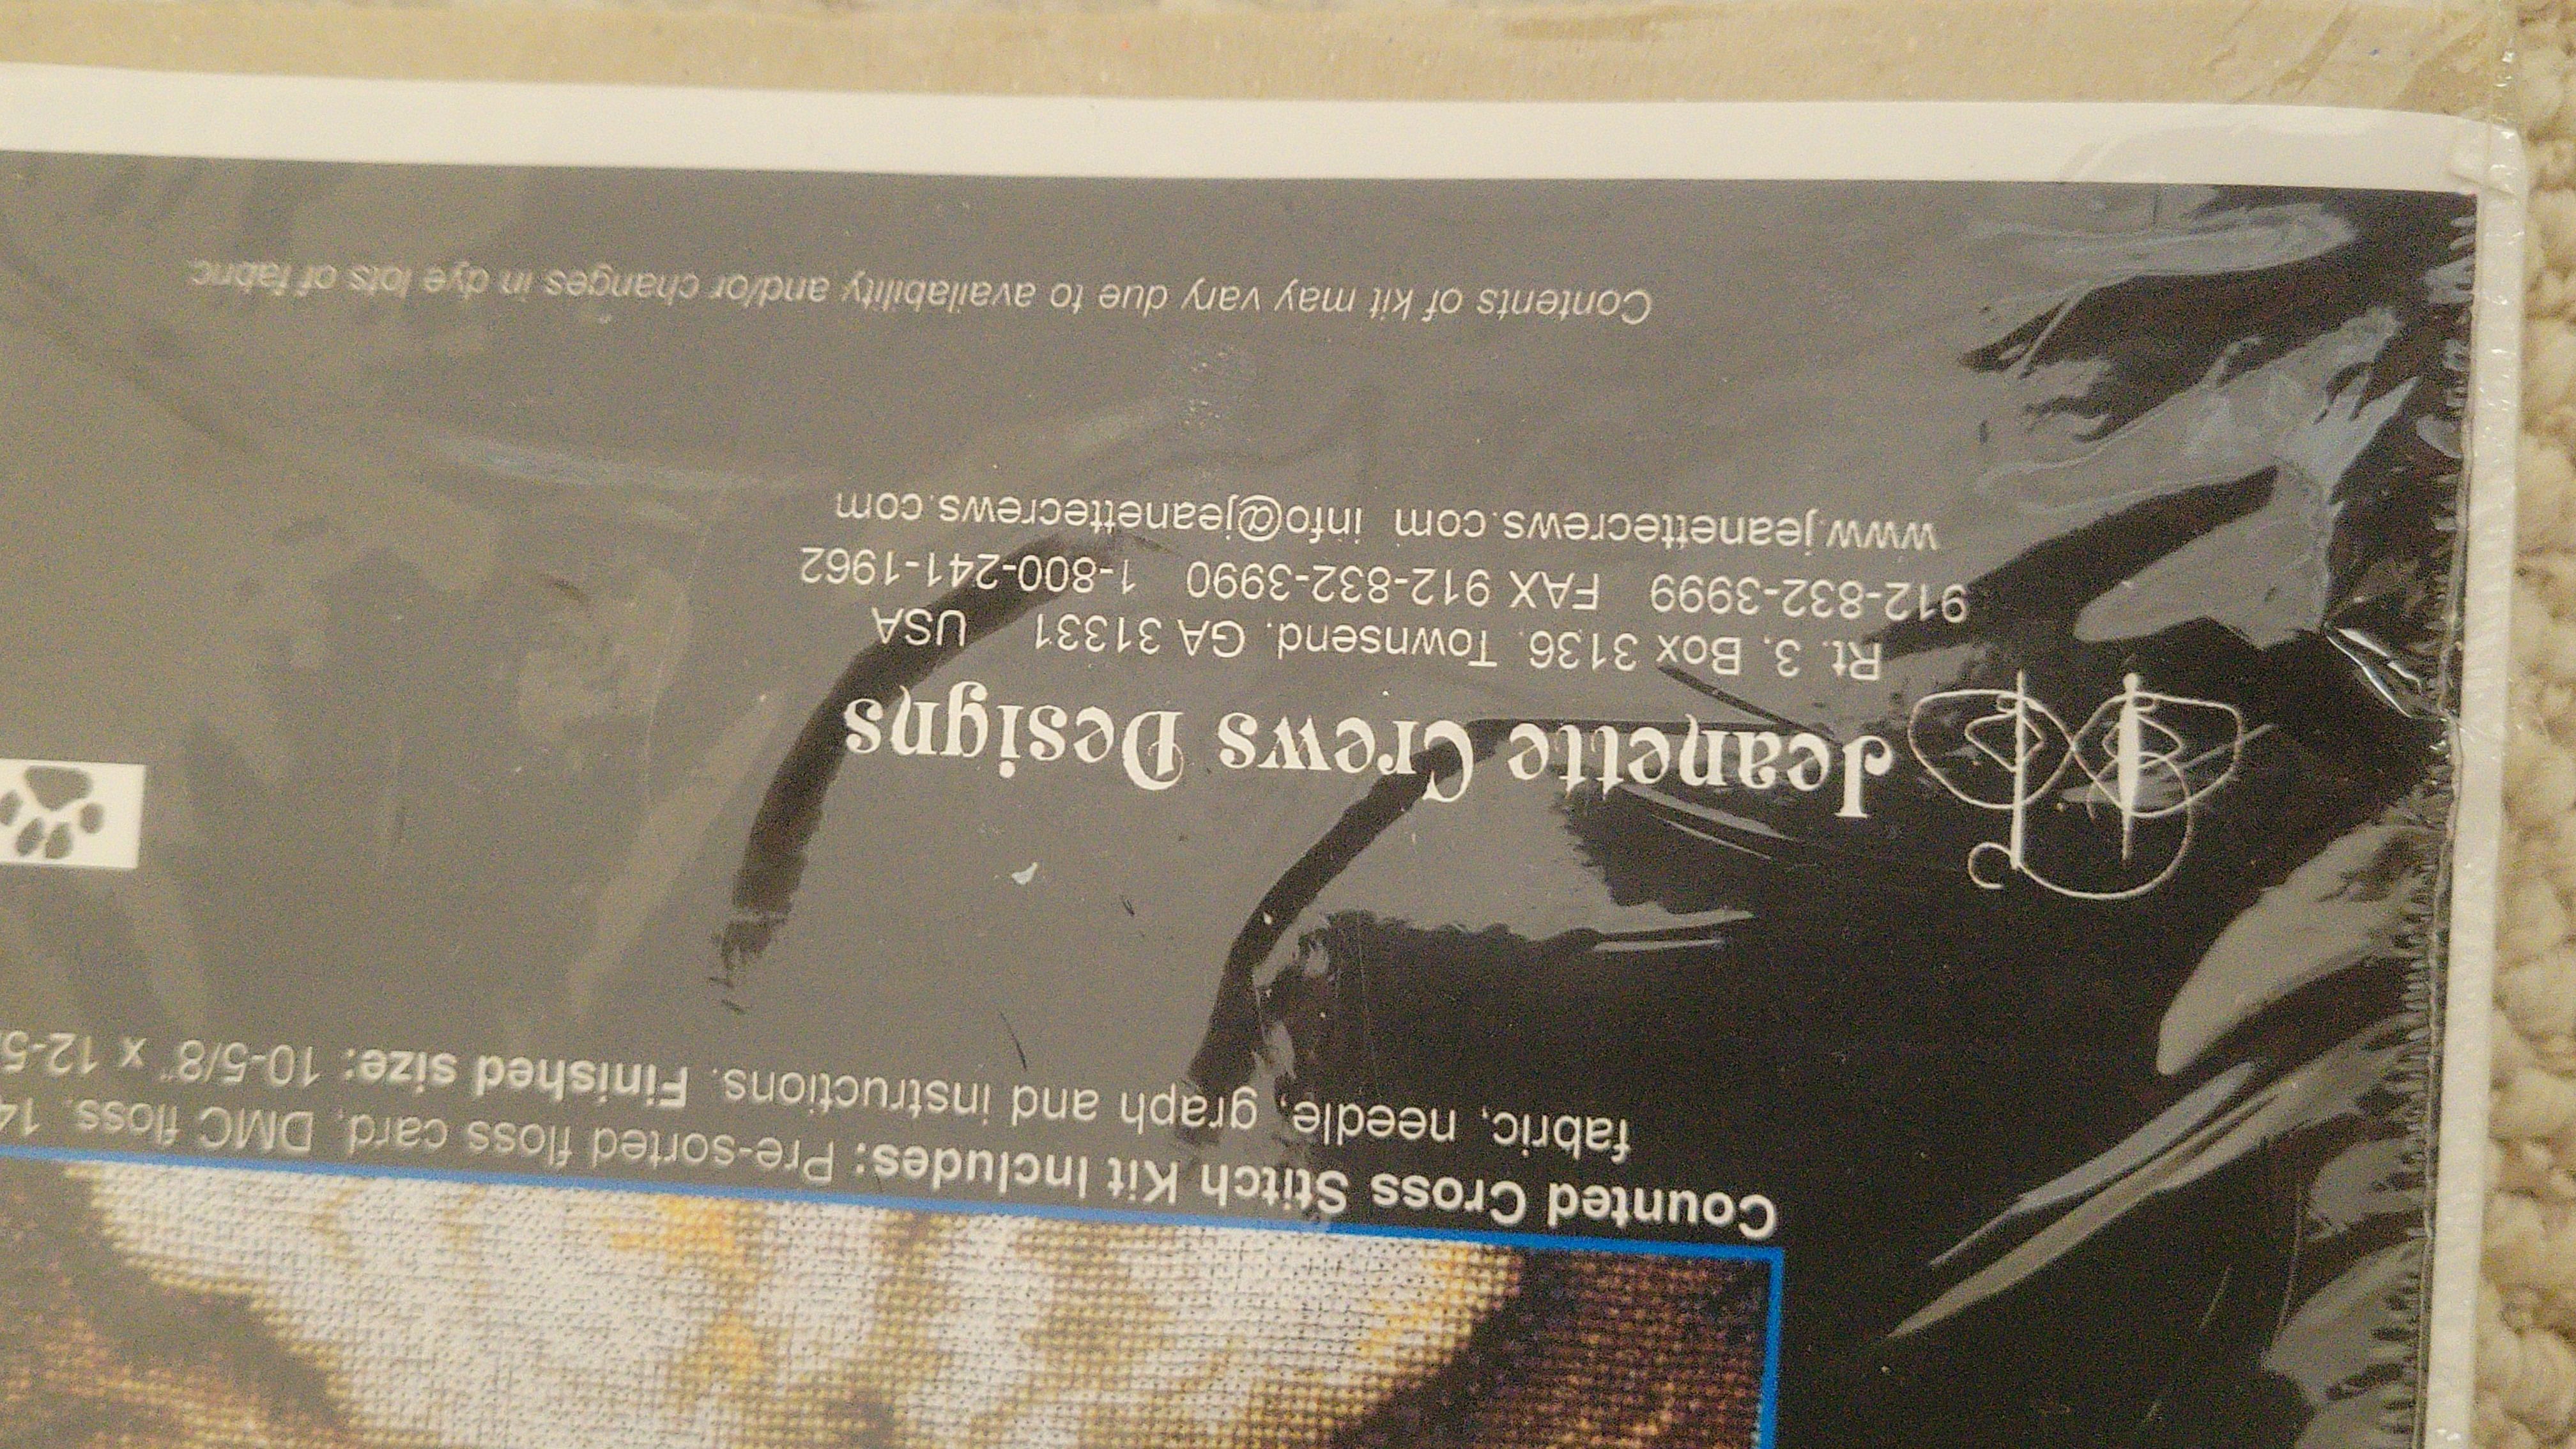 Counted Cross Stitch Kit Includes: Pre-sorted floss card, DMC floss, 14
fabric, needle, graph and instructions. Finished size: 10-5/8" x 12-5
Jeanette Crews Designs
Rt. 3, Box 3136, Townsend, GA 31331 USA
912-832-3999 FAX 912-832-3990 1-800-241-1962
www.jeanettecrews.com info@jeanettecrews.com
Contents of kit may vary due to availability and/or changes in dye lots of fabric.